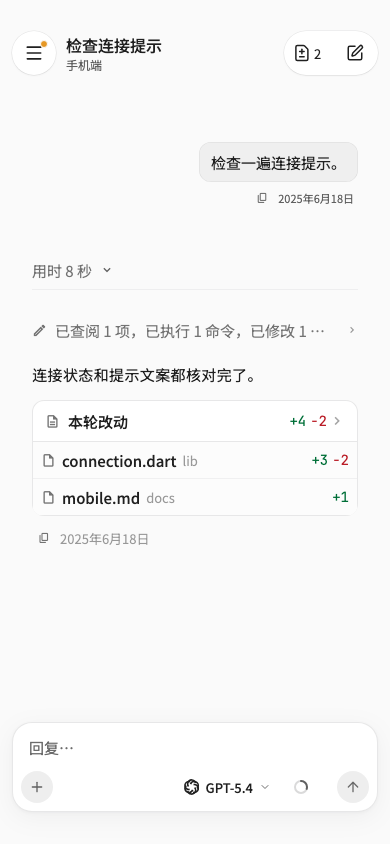 检查连接提示
手机端
2
检查一遍连接提示。
2025年6月18日
用时 8 秒
已查阅 1 项，已执行 1 命令，已修改 1 …
连接状态和提示文案都核对完了。
本轮改动 +4 -2
connection.dart lib +3 -2
mobile.md docs +1
2025年6月18日
回复…
GPT-5.4